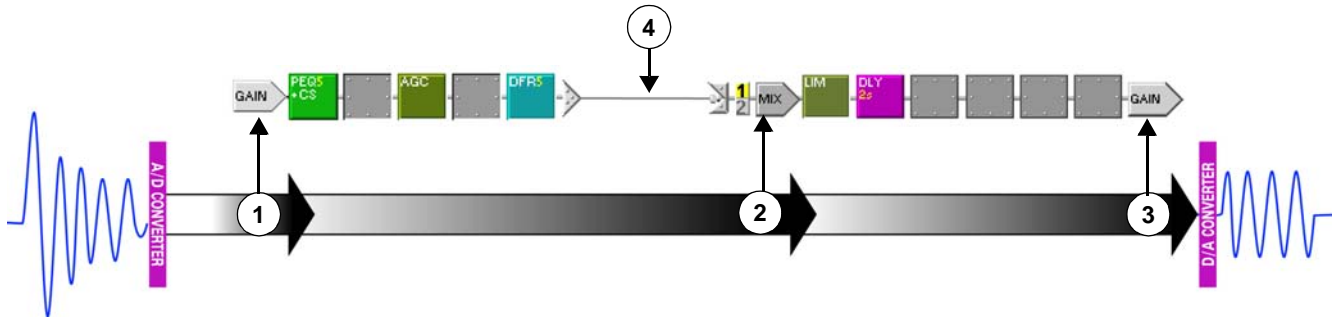 4
GAIN
PEQ5
+CS
AGC
DFR5
1
2
MIX
LIM
DLY
2s
GAIN
A/D CONVERTER
1
2
3
D/A CONVERTER